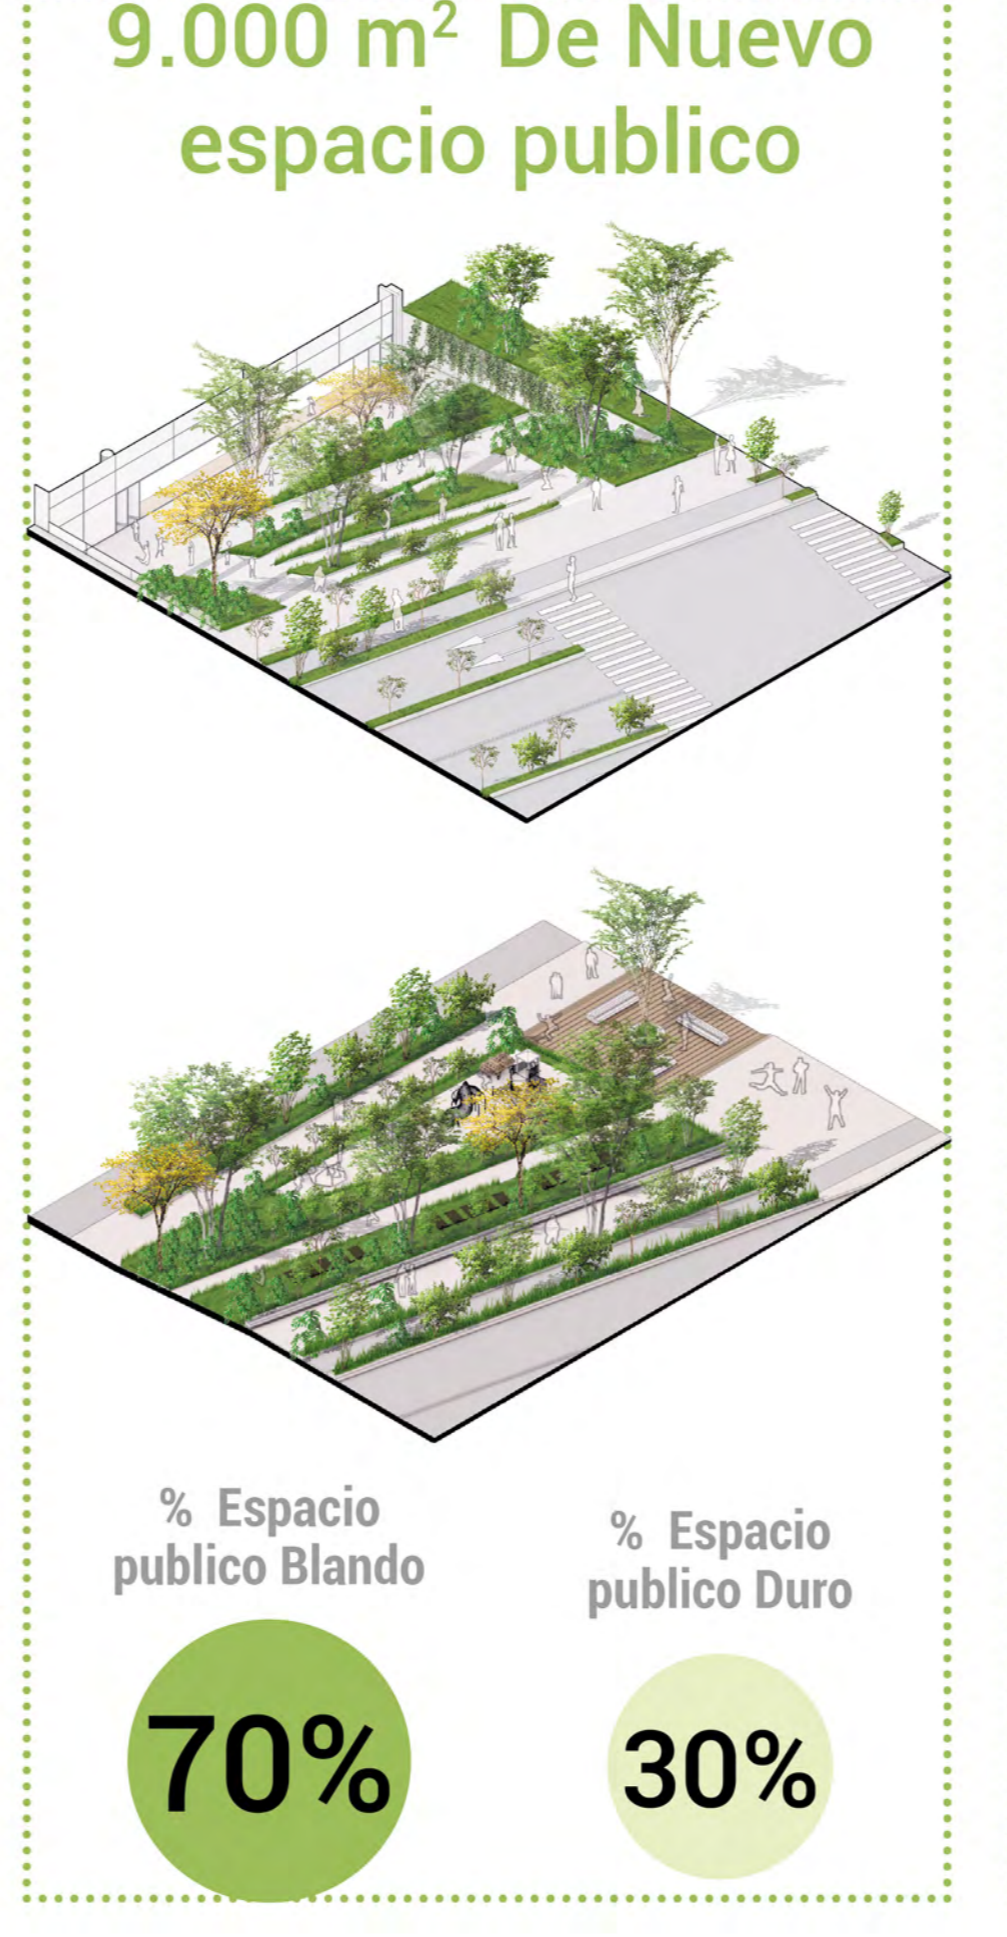 9.000 m² De Nuevo
espacio publico
% Espacio
publico Blando
% Espacio
publico Duro
70%
30%